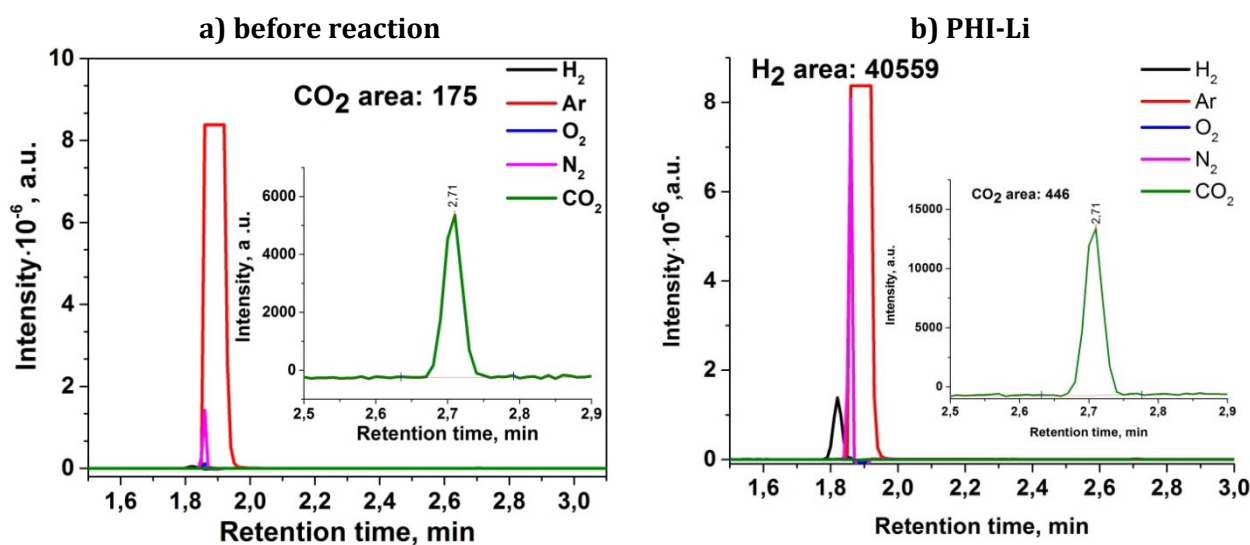 a) before reaction
10
8
6
4
2
0
Intensity·10⁻⁶, a.u.
1,6 1,8 2,0 2,2 2,4 2,6 2,8 3,0
Retention time, min
CO₂ area: 175
H₂
Ar
O₂
N₂
CO₂
6000
4000
2000
0
Intensity, a .u.
2,71
2,5 2,6 2,7 2,8 2,9
Retention time, min
b) PHI-Li
8
6
4
2
0
Intensity·10⁻⁶,a.u.
1,6 1,8 2,0 2,2 2,4 2,6 2,8 3,0
Retention time, min
H₂ area: 40559
H₂
Ar
O₂
N₂
CO₂
CO₂ area: 446
15000
10000
5000
0
Intensity, a.u.
2,71
2,5 2,6 2,7 2,8 2,9
Retention time, min